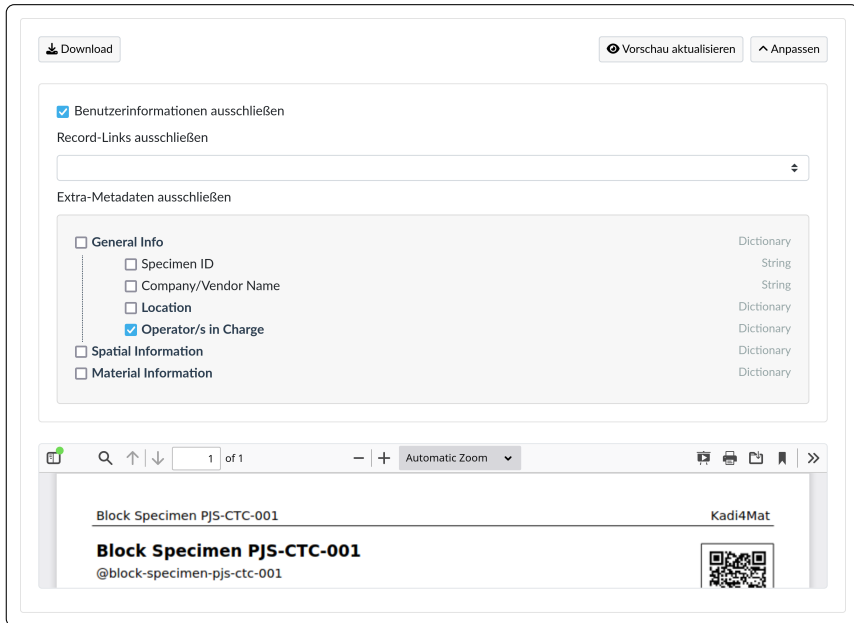 Download
Vorschau aktualisieren
Anpassen
Benutzerinformationen ausschließen
Record-Links ausschließen
Extra-Metadaten ausschließen
General Info Dictionary
Specimen ID String
Company/Vendor Name String
Location Dictionary
Operator/s in Charge Dictionary
Spatial Information Dictionary
Material Information Dictionary
1 of 1 Automatic Zoom
Block Specimen PJS-CTC-001 Kadi4Mat
Block Specimen PJS-CTC-001
@block-specimen-pjs-ctc-001